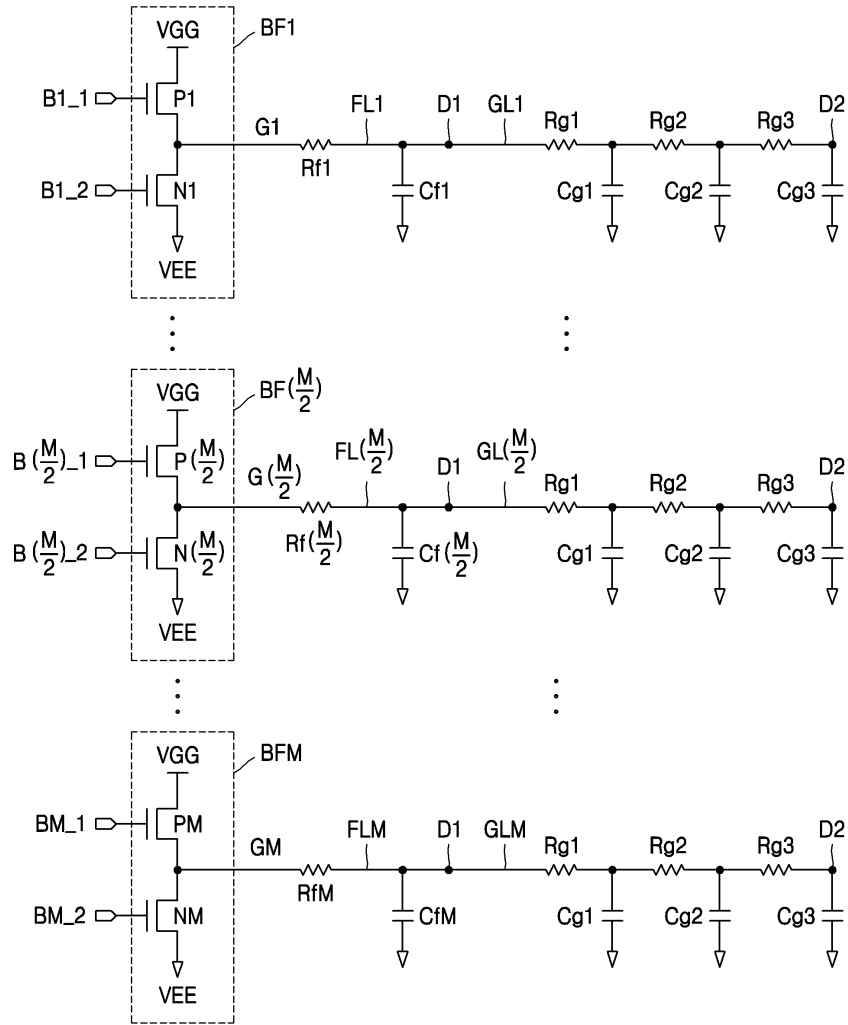 VGG
BF1
B1_1
P1
G1
FL1
D1
GL1
Rg1
Rg2
Rg3
D2
Rf1
B1_2
N1
Cf1
Cg1
Cg2
Cg3
VEE
VGG
BF(M/2)
B(M/2)_1
P(M/2)
G(M/2)
FL(M/2)
D1
GL(M/2)
Rg1
Rg2
Rg3
D2
Rf(M/2)
B(M/2)_2
N(M/2)
Cf(M/2)
Cg1
Cg2
Cg3
VEE
VGG
BFM
BM_1
PM
GM
FLM
D1
GLM
Rg1
Rg2
Rg3
D2
RfM
BM_2
NM
CfM
Cg1
Cg2
Cg3
VEE